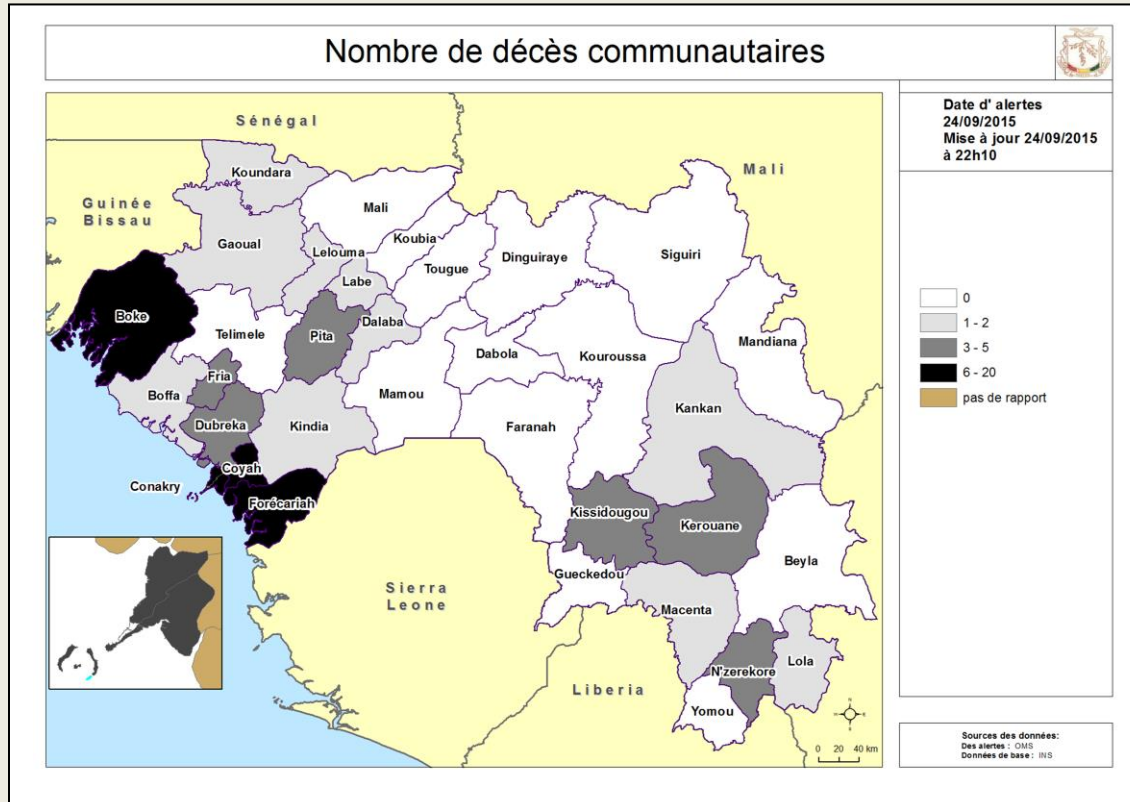 Nombre de décès communautaires
Date d' alertes
24/09/2015
Mise à jour 24/09/2015
à 22h10
0
1 - 2
3 - 5
6 - 20
pas de rapport
Sénégal
Mali
Guinée
Bissau
Koundara
Mali
Gaoual
Koubia
Lelouma
Tougue
Dinguiraye
Siguiri
Labe
Boke
Telimele
Pita
Dalaba
Mandiana
Dabola
Kouroussa
Fria
Boffa
Mamou
Kankan
Dubreka
Kindia
Faranah
Coyah
Conakry
Forécariah
Kissidougou
Kerouane
Beyla
Gueckedou
Sierra
Leone
Macenta
Lola
N'zerekore
Liberia
Yomou
0 20 40 km
Sources des données:
Des alertes : OMS
Données de base : INS